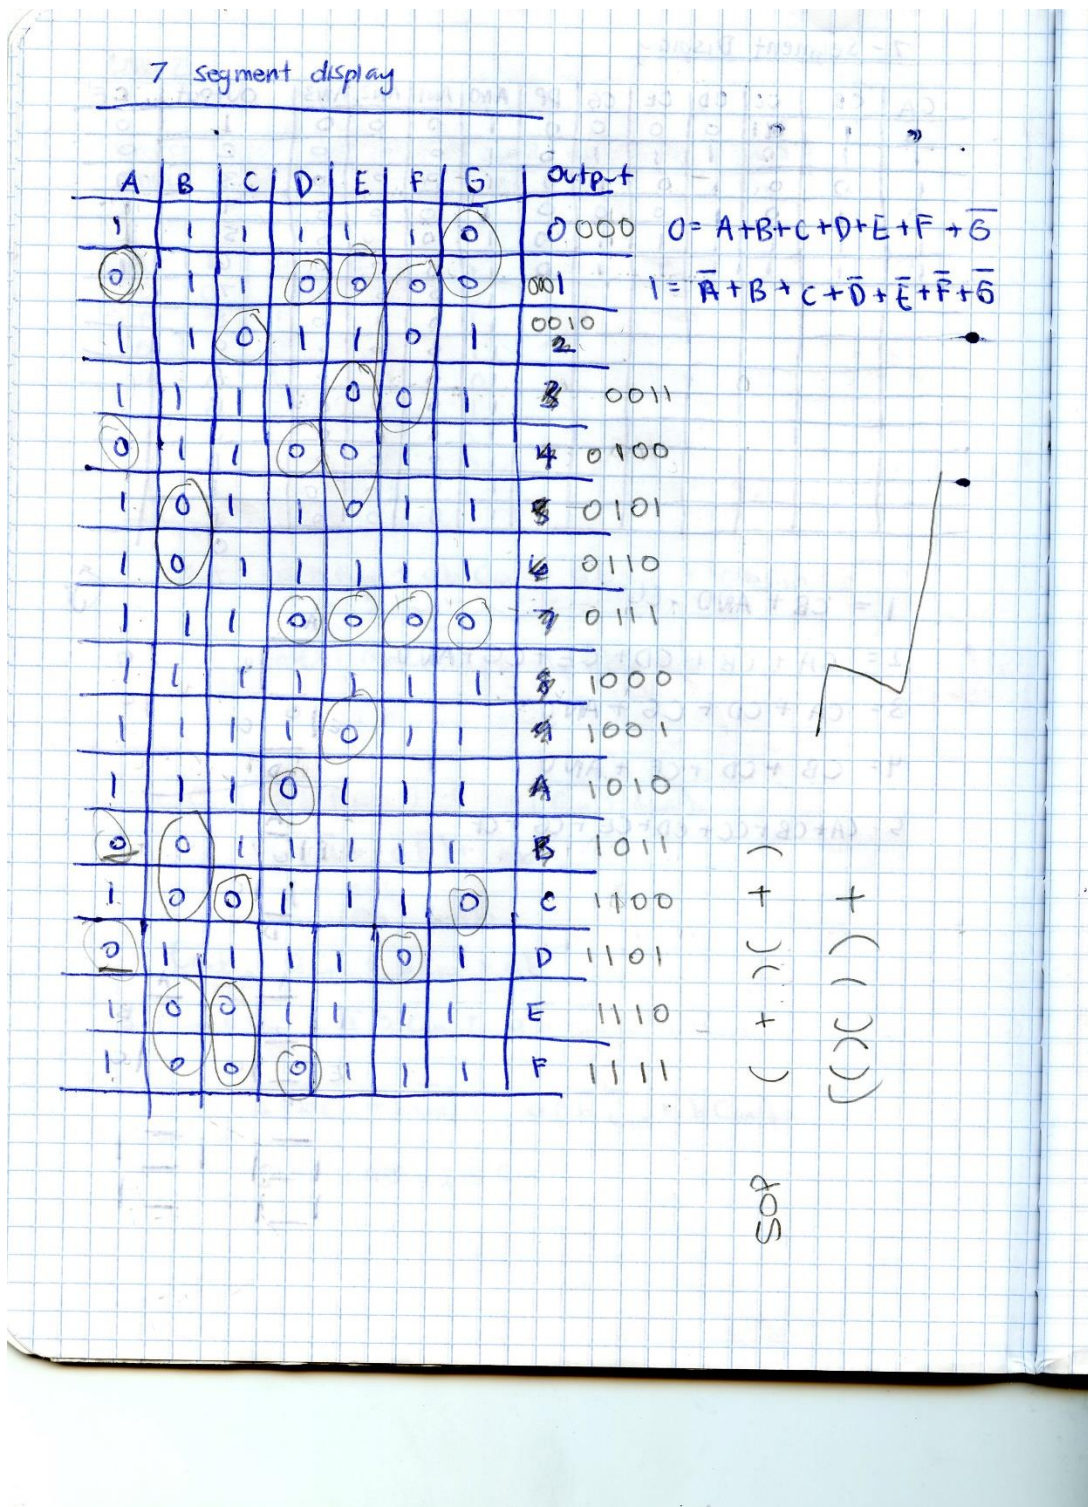 7 segment display
A B C D E F G output
1 1 1 1 1 1 0 0 0000 0 = A+B+C+D+E+F+G̅
0 1 1 0 0 0 0 0001 1 = A̅+B+C+D̅+E̅+F̅+G̅
1 1 0 1 1 0 1 0010 2
1 1 1 1 0 0 1 3 0011
0 1 1 0 0 1 1 4 0100
1 0 1 1 0 1 1 5 0101
1 0 1 1 1 1 1 6 0110
1 1 1 0 0 0 0 7 0111
1 1 1 1 1 1 1 8 1000
1 1 1 1 0 1 1 9 1001
1 1 1 0 1 1 1 A 1010
0 0 1 1 1 1 1 B 1011
1 0 0 1 1 1 0 C 1100
0 1 1 1 1 0 1 D 1101
1 0 0 1 1 1 1 E 1110
1 0 0 0 1 1 1 F 1111
SOP ( + )( + )
(()()) +